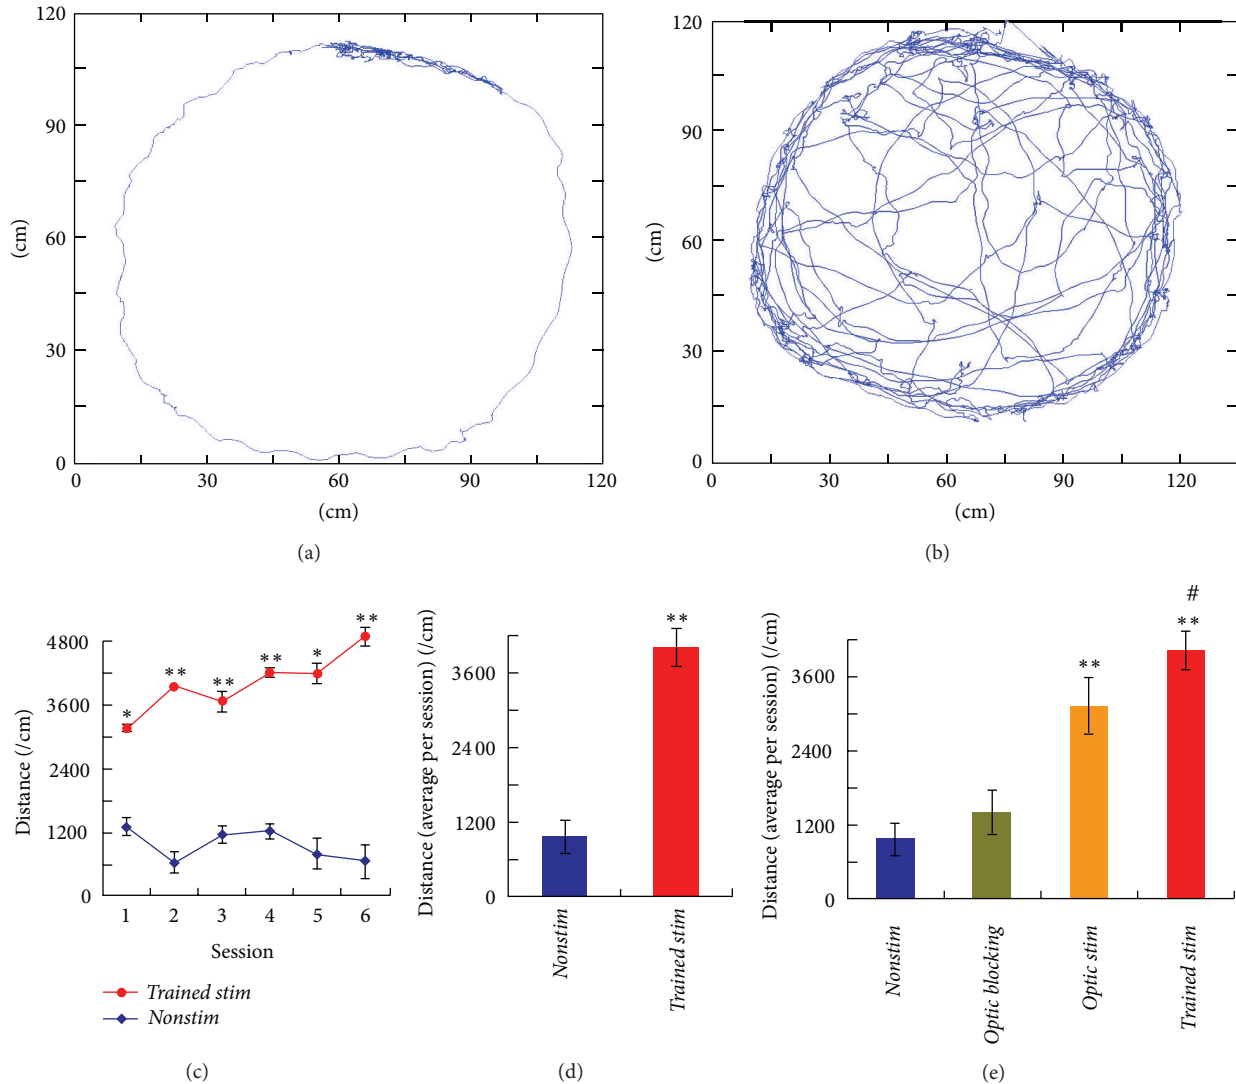 120
90
60
30
0
(cm)
0 30 60 90 120
(cm)
(a)
120
90
60
30
0
(cm)
0 30 60 90 120
(cm)
(b)
Distance (/cm)
4800
3600
2400
1200
0
* ** ** ** * **
1 2 3 4 5 6
Session
Trained stim
Nonstim
(c)
Distance (average per session) (/cm)
3600
2400
1200
0
**
Nonstim
Trained stim
(d)
Distance (average per session) (/cm)
3600
2400
1200
0
**
#
**
Nonstim
Optic blocking
Optic stim
Trained stim
(e)